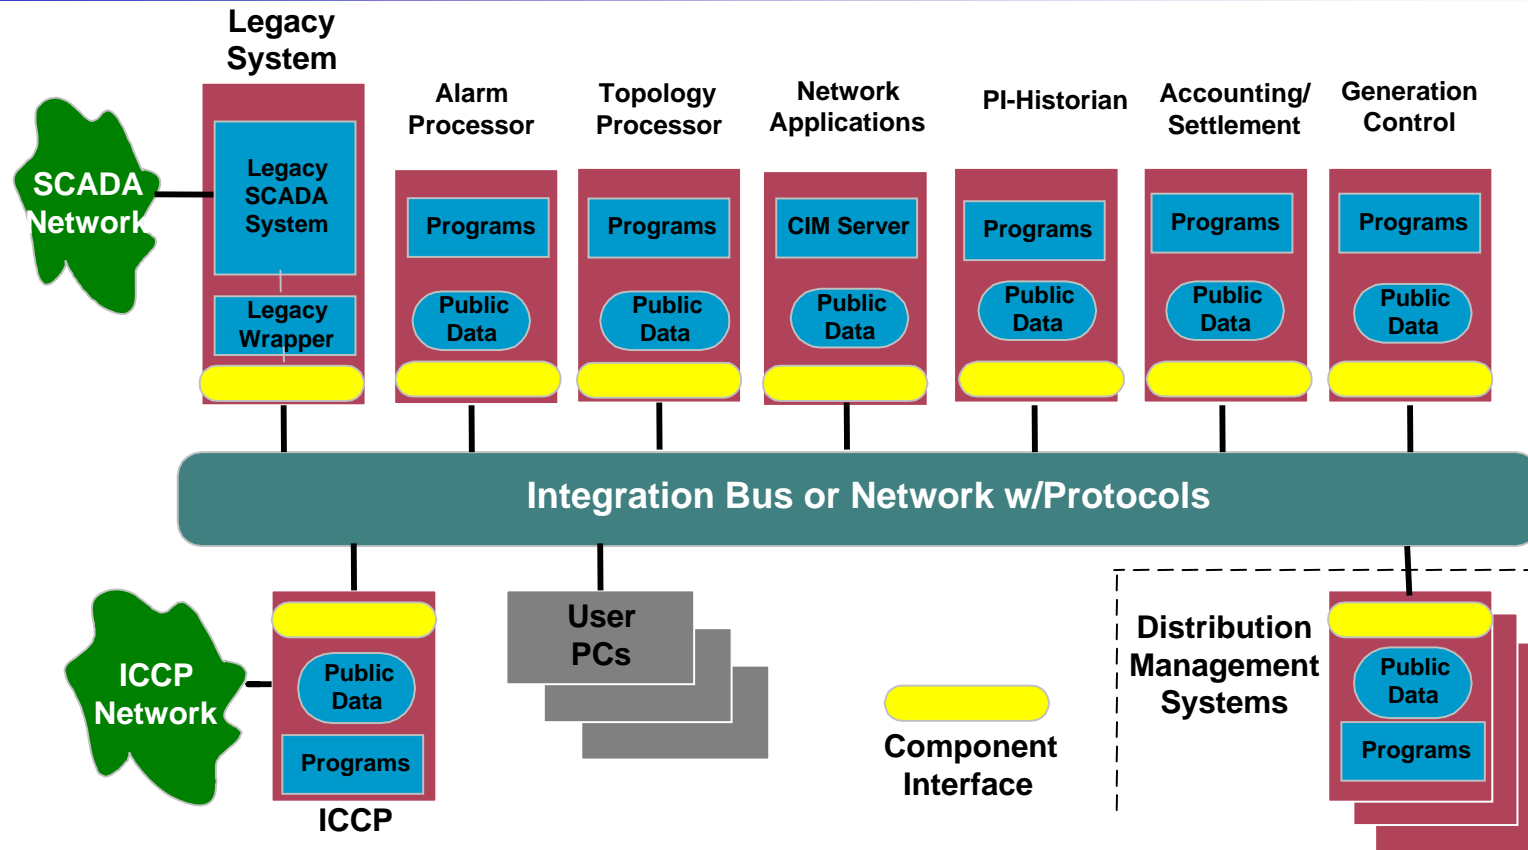 Legacy
System
Alarm
Processor
Topology
Processor
Network
Applications
PI-Historian
Accounting/
Settlement
Generation
Control
SCADA
Network
Legacy
SCADA
System
Legacy
Wrapper
Programs
Public
Data
Programs
Public
Data
CIM Server
Public
Data
Programs
Public
Data
Programs
Public
Data
Programs
Public
Data
Integration Bus or Network w/Protocols
ICCP
Network
Public
Data
Programs
ICCP
User
PCs
Component
Interface
Distribution
Management
Systems
Public
Data
Programs